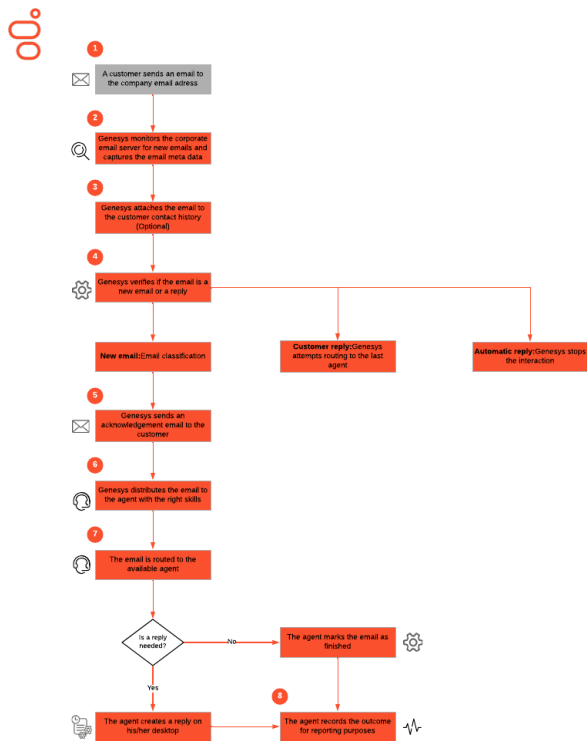 1
A customer sends an email to
the company email adress
2
Genesys monitors the corporate
email server for new emails and
captures the email meta data
3
Genesys attaches the email to
the customer contact history
(Optional)
4
Genesys verifies if the email is a
new email or a reply
New email:Email classification
Customer reply:Genesys
attempts routing to the last
agent
Automatic reply:Genesys stops
the interaction
5
Genesys sends an
acknowledgement email to the
customer
6
Genesys distributes the email to
the agent with the right skills
7
The email is routed to the
available agent
Is a reply
needed?
No
The agent marks the email as
finished
Yes
The agent creates a reply on
his/her desktop
8
The agent records the outcome
for reporting purposes